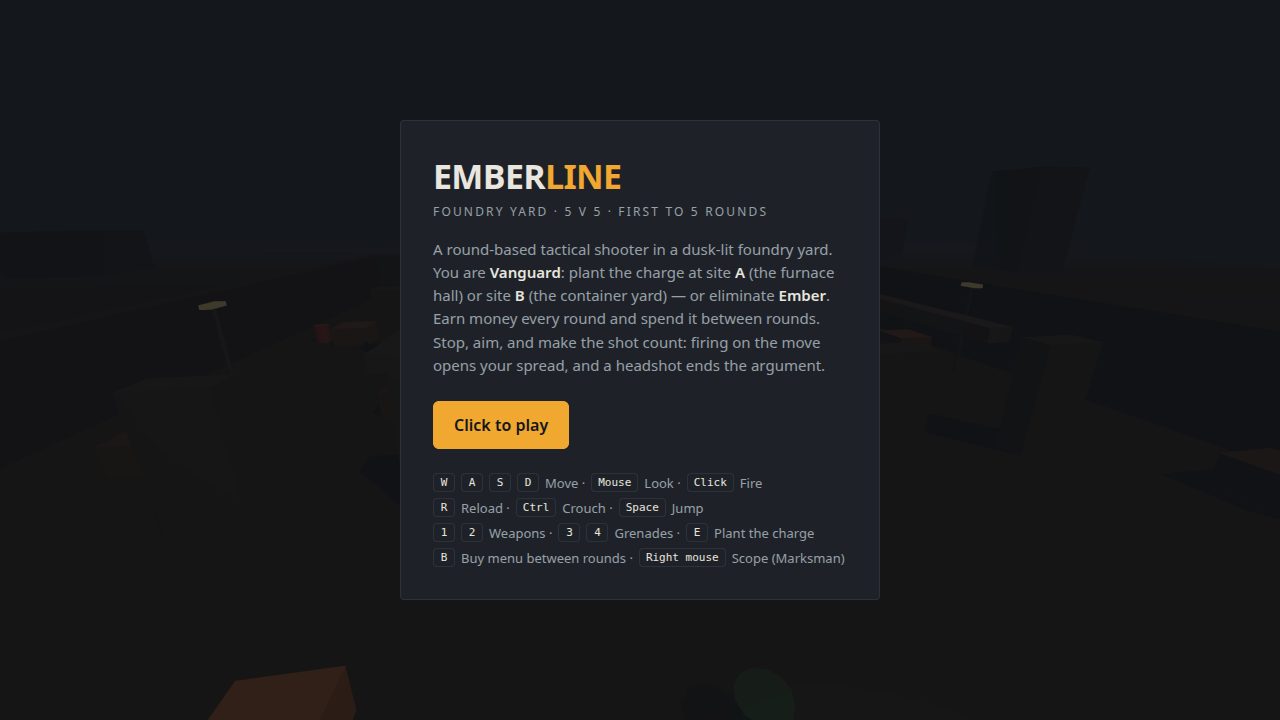 EMBERLINE
FOUNDRY YARD · 5 V 5 · FIRST TO 5 ROUNDS
A round-based tactical shooter in a dusk-lit foundry yard.
You are Vanguard: plant the charge at site A (the furnace
hall) or site B (the container yard) — or eliminate Ember.
Earn money every round and spend it between rounds.
Stop, aim, and make the shot count: firing on the move
opens your spread, and a headshot ends the argument.
Click to play
W A S D Move · Mouse Look · Click Fire
R Reload · Ctrl Crouch · Space Jump
1 2 Weapons · 3 4 Grenades · E Plant the charge
B Buy menu between rounds · Right mouse Scope (Marksman)